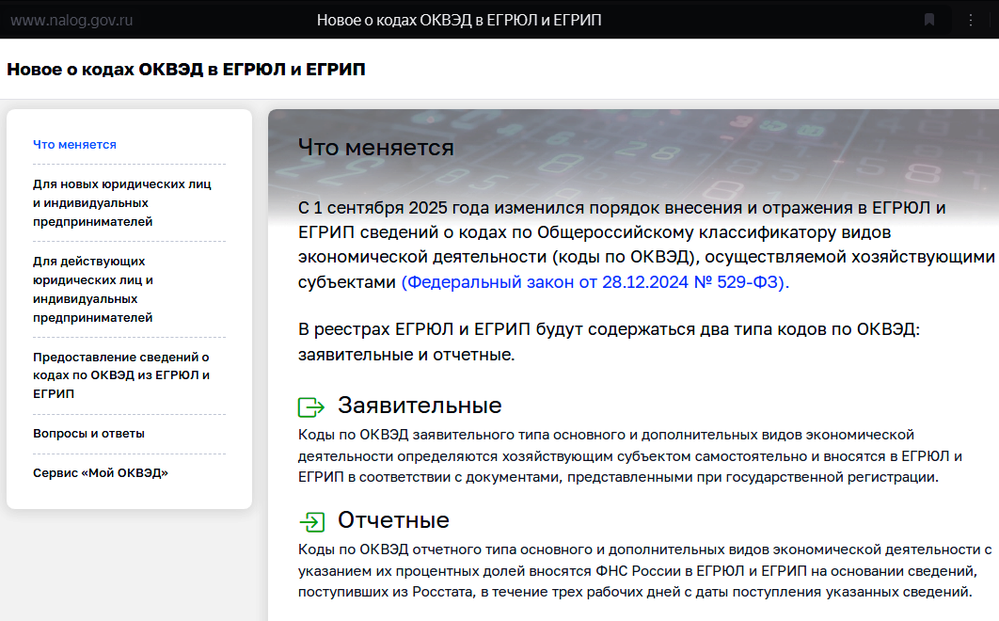 www.nalog.gov.ru
Новое о кодах ОКВЭД в ЕГРЮЛ и ЕГРИП
Новое о кодах ОКВЭД в ЕГРЮЛ и ЕГРИП
Что меняется
Для новых юридических лиц
и индивидуальных
предпринимателей
Для действующих
юридических лиц и
индивидуальных
предпринимателей
Предоставление сведений о
кодах по ОКВЭД из ЕГРЮЛ и
ЕГРИП
Вопросы и ответы
Сервис «Мой ОКВЭД»
Что меняется
С 1 сентября 2025 года изменился порядок внесения и отражения в ЕГРЮЛ и
ЕГРИП сведений о кодах по Общероссийскому классификатору видов
экономической деятельности (коды по ОКВЭД), осуществляемой хозяйствующими
субъектами (Федеральный закон от 28.12.2024 № 529-ФЗ).
В реестрах ЕГРЮЛ и ЕГРИП будут содержаться два типа кодов по ОКВЭД:
заявительные и отчетные.
Заявительные
Коды по ОКВЭД заявительного типа основного и дополнительных видов экономической
деятельности определяются хозяйствующим субъектом самостоятельно и вносятся в ЕГРЮЛ и
ЕГРИП в соответствии с документами, представленными при государственной регистрации.
Отчетные
Коды по ОКВЭД отчетного типа основного и дополнительных видов экономической деятельности с
указанием их процентных долей вносятся ФНС России в ЕГРЮЛ и ЕГРИП на основании сведений,
поступивших из Росстата, в течение трех рабочих дней с даты поступления указанных сведений.